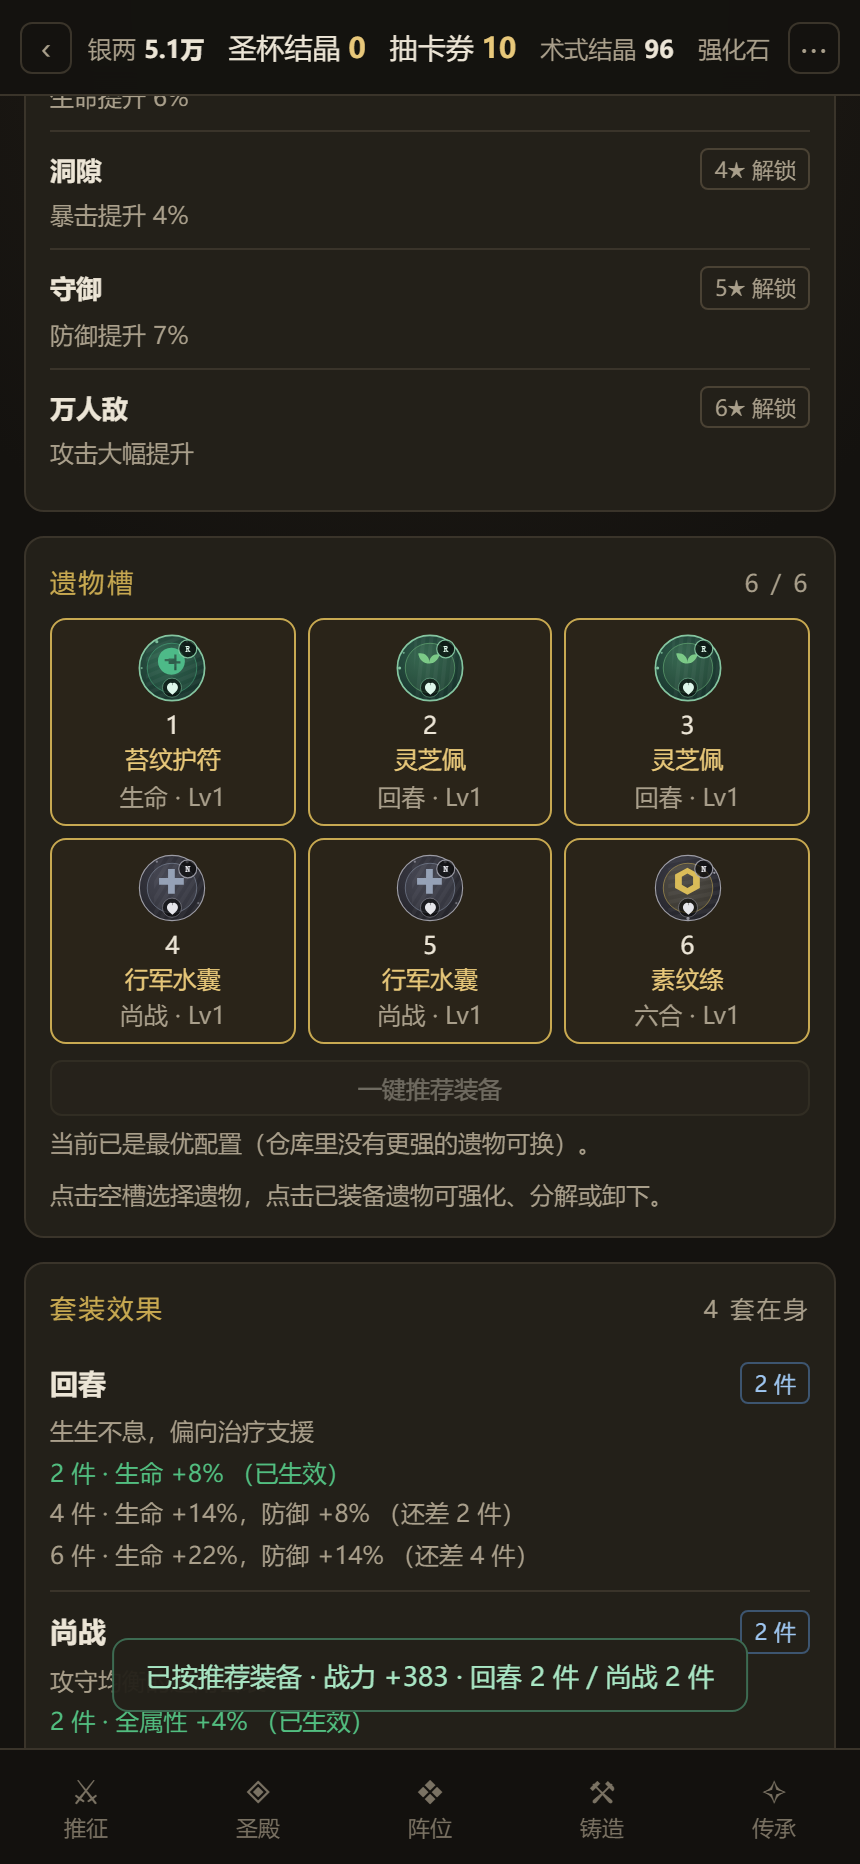 ‹ 银两 5.1万 圣杯结晶 0 抽卡券 10 术式结晶 96 强化石 ···
生命提升 6%
洞隙 4★ 解锁
暴击提升 4%
守御 5★ 解锁
防御提升 7%
万人敌 6★ 解锁
攻击大幅提升
遗物槽 6 / 6
R R R
1 2 3
苔纹护符 灵芝佩 灵芝佩
生命 · Lv1 回春 · Lv1 回春 · Lv1
N N N
4 5 6
行军水囊 行军水囊 素纹绦
尚战 · Lv1 尚战 · Lv1 六合 · Lv1
一键推荐装备
当前已是最优配置（仓库里没有更强的遗物可换）。
点击空槽选择遗物，点击已装备遗物可强化、分解或卸下。
套装效果 4 套在身
回春 2 件
生生不息，偏向治疗支援
2 件 · 生命 +8% （已生效）
4 件 · 生命 +14%，防御 +8% （还差 2 件）
6 件 · 生命 +22%，防御 +14% （还差 4 件）
尚战 2 件
攻守均
已按推荐装备 · 战力 +383 · 回春 2 件 / 尚战 2 件
2 件 · 全属性 +4% （已生效）
推征 圣殿 阵位 铸造 传承